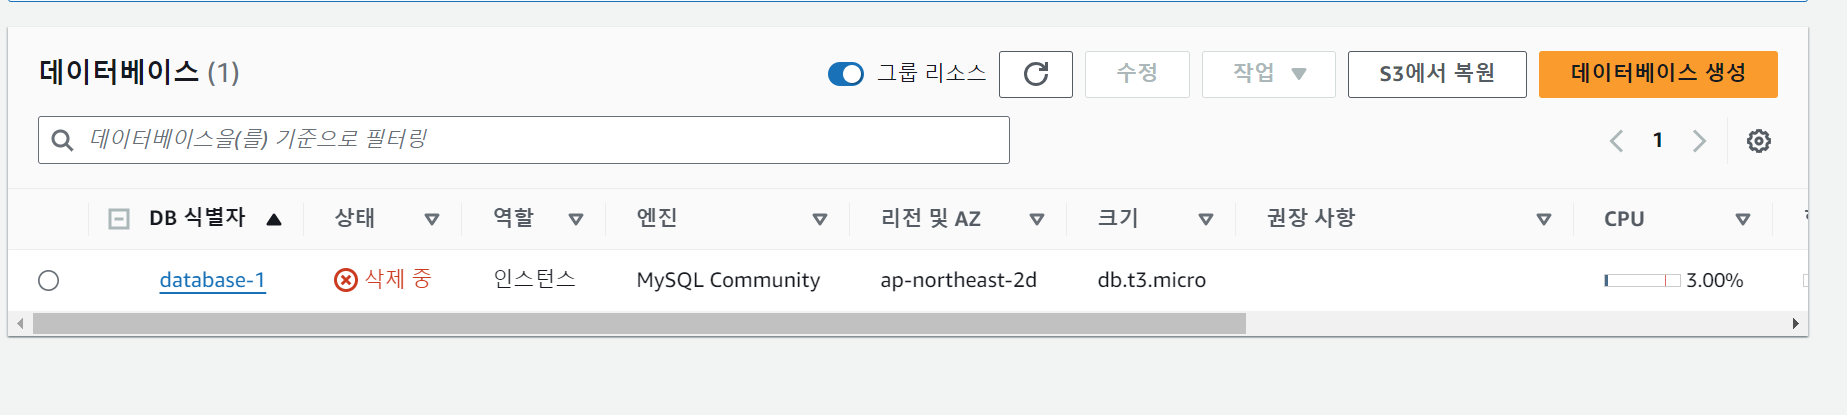 데이터베이스 (1)
그룹 리소스
수정
작업
S3에서 복원
데이터베이스 생성
데이터베이스을(를) 기준으로 필터링
1
DB 식별자 상태 역할 엔진 리전 및 AZ 크기 권장 사항 CPU
database-1 삭제 중 인스턴스 MySQL Community ap-northeast-2d db.t3.micro 3.00%